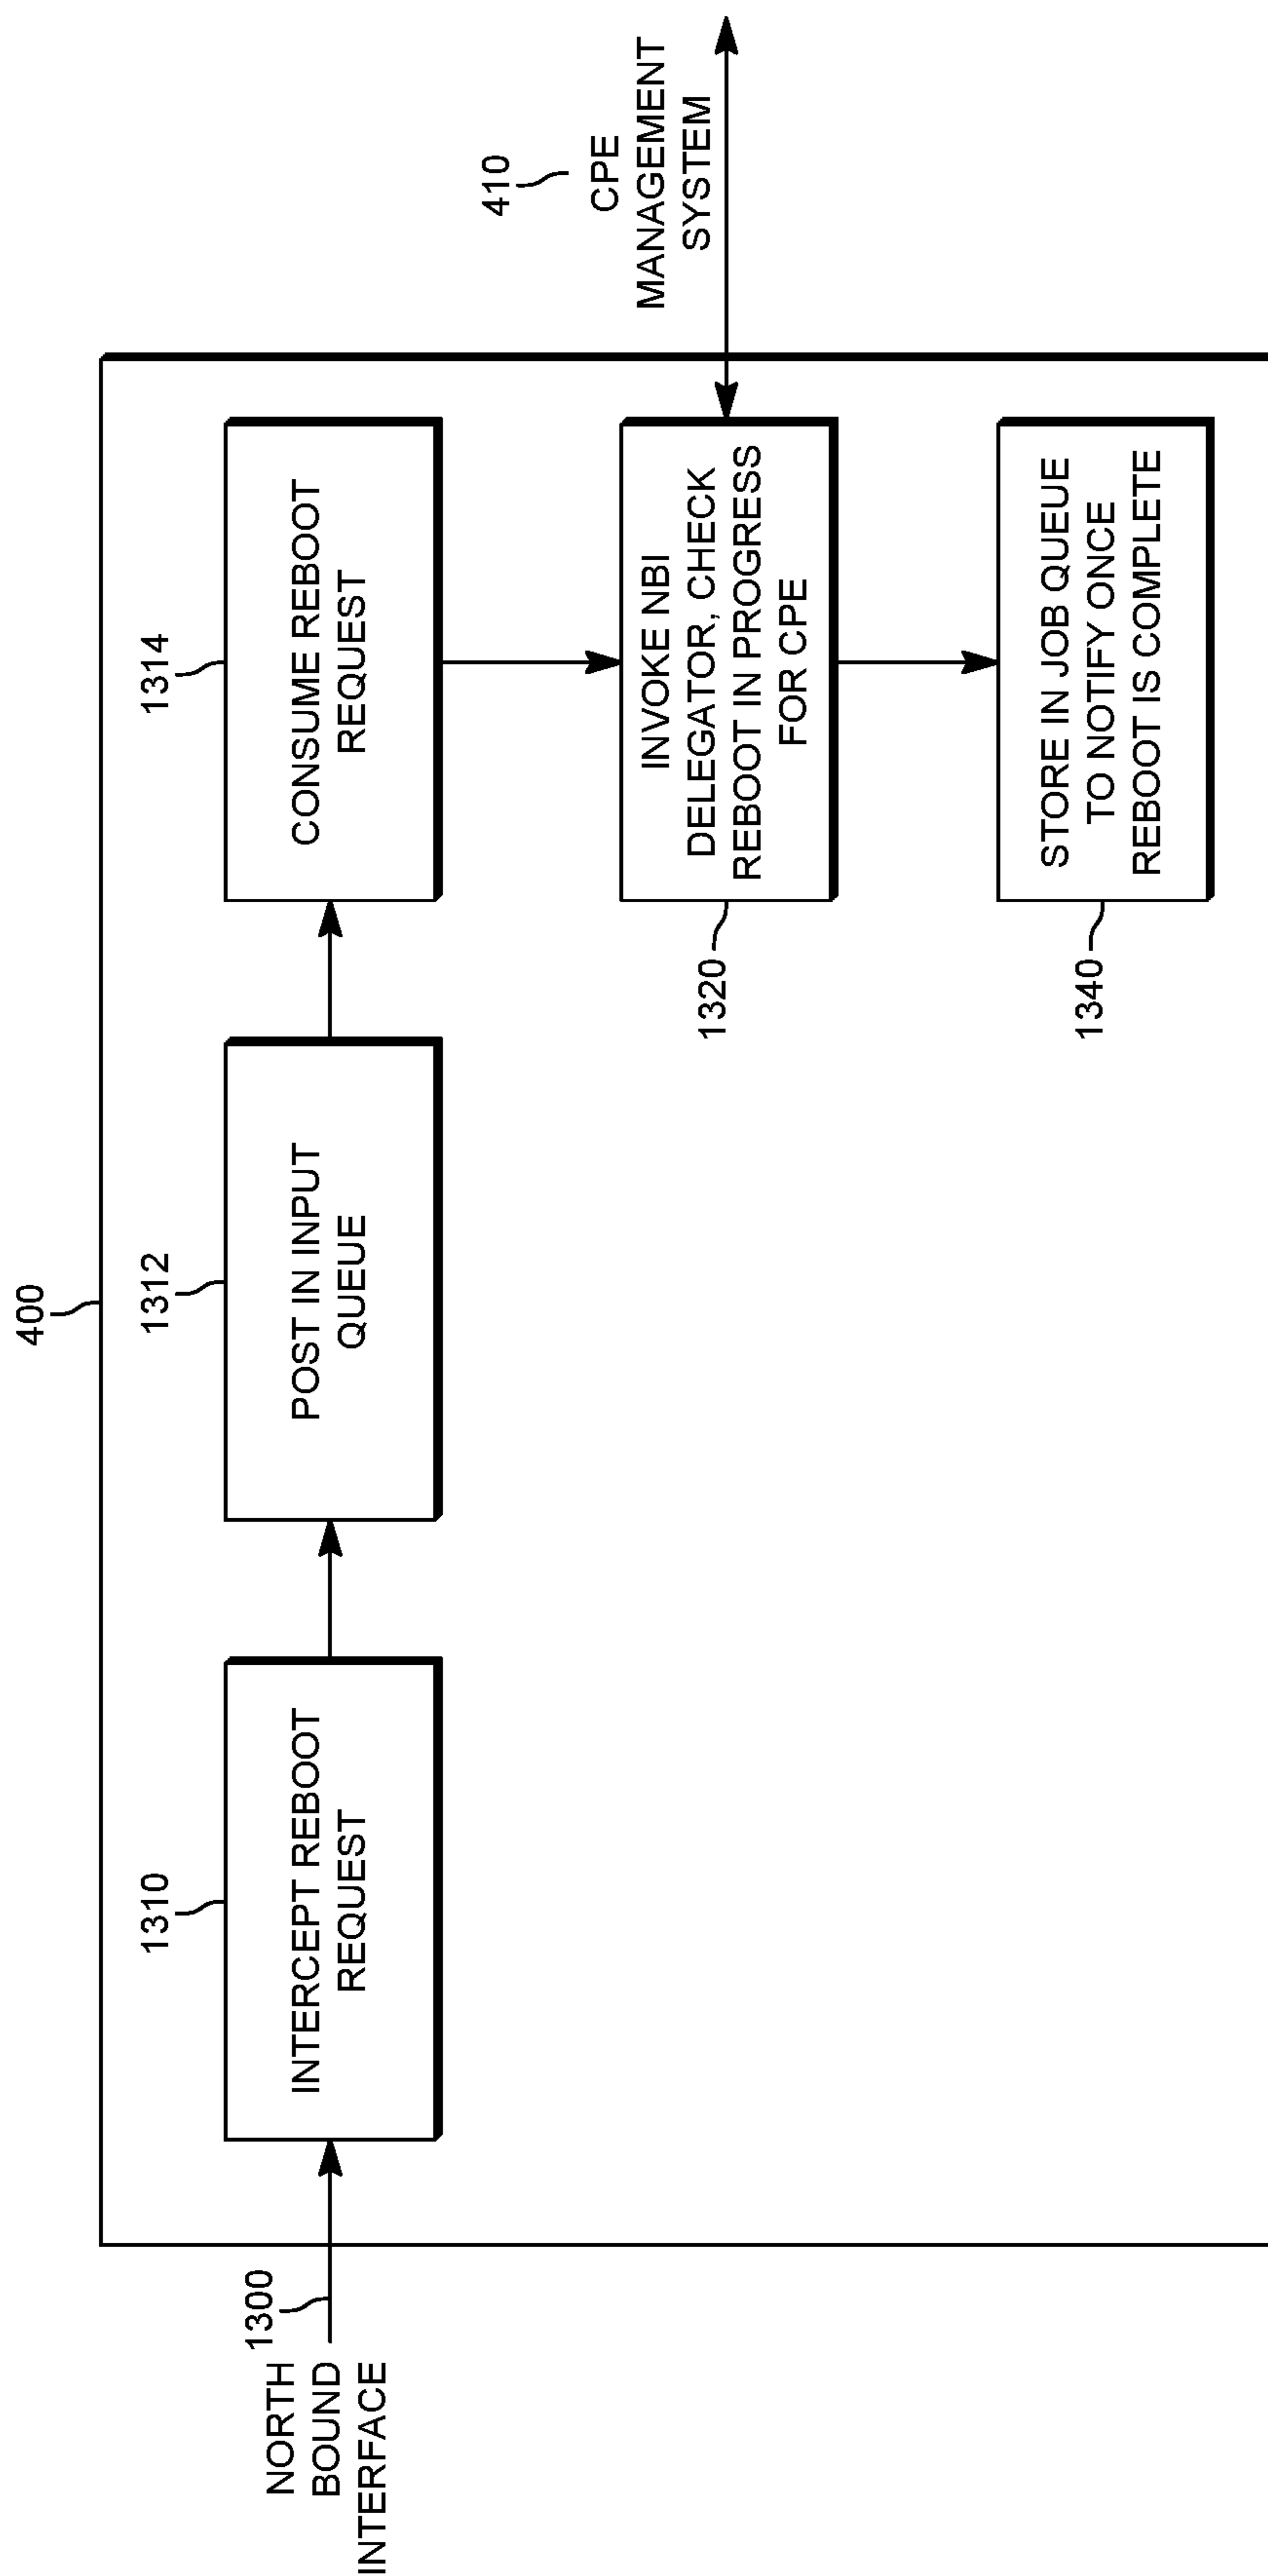 400
1300
NORTH
BOUND
INTERFACE
1310
INTERCEPT REBOOT
REQUEST
1312
POST IN INPUT
QUEUE
1314
CONSUME REBOOT
REQUEST
410
CPE
MANAGEMENT
SYSTEM
1320
INVOKE NBI
DELEGATOR, CHECK
REBOOT IN PROGRESS
FOR CPE
1340
STORE IN JOB QUEUE
TO NOTIFY ONCE
REBOOT IS COMPLETE